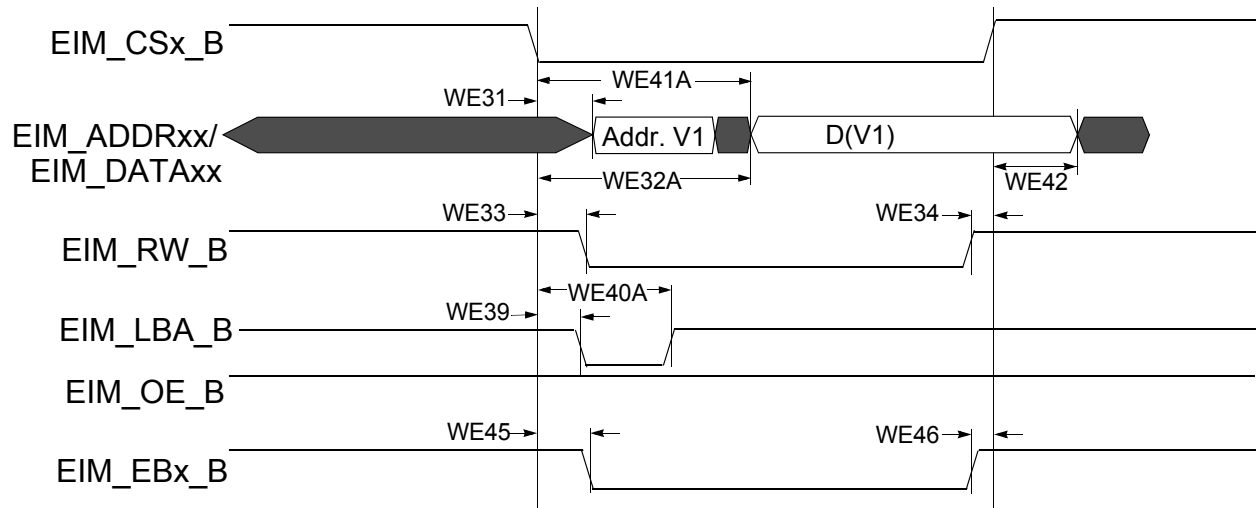 EIM_CSx_B
WE41A
WE31
EIM_ADDRxx/
EIM_DATAxx
Addr. V1
D(V1)
WE32A
WE42
WE33
WE34
EIM_RW_B
WE40A
WE39
EIM_LBA_B
EIM_OE_B
WE45
WE46
EIM_EBx_B